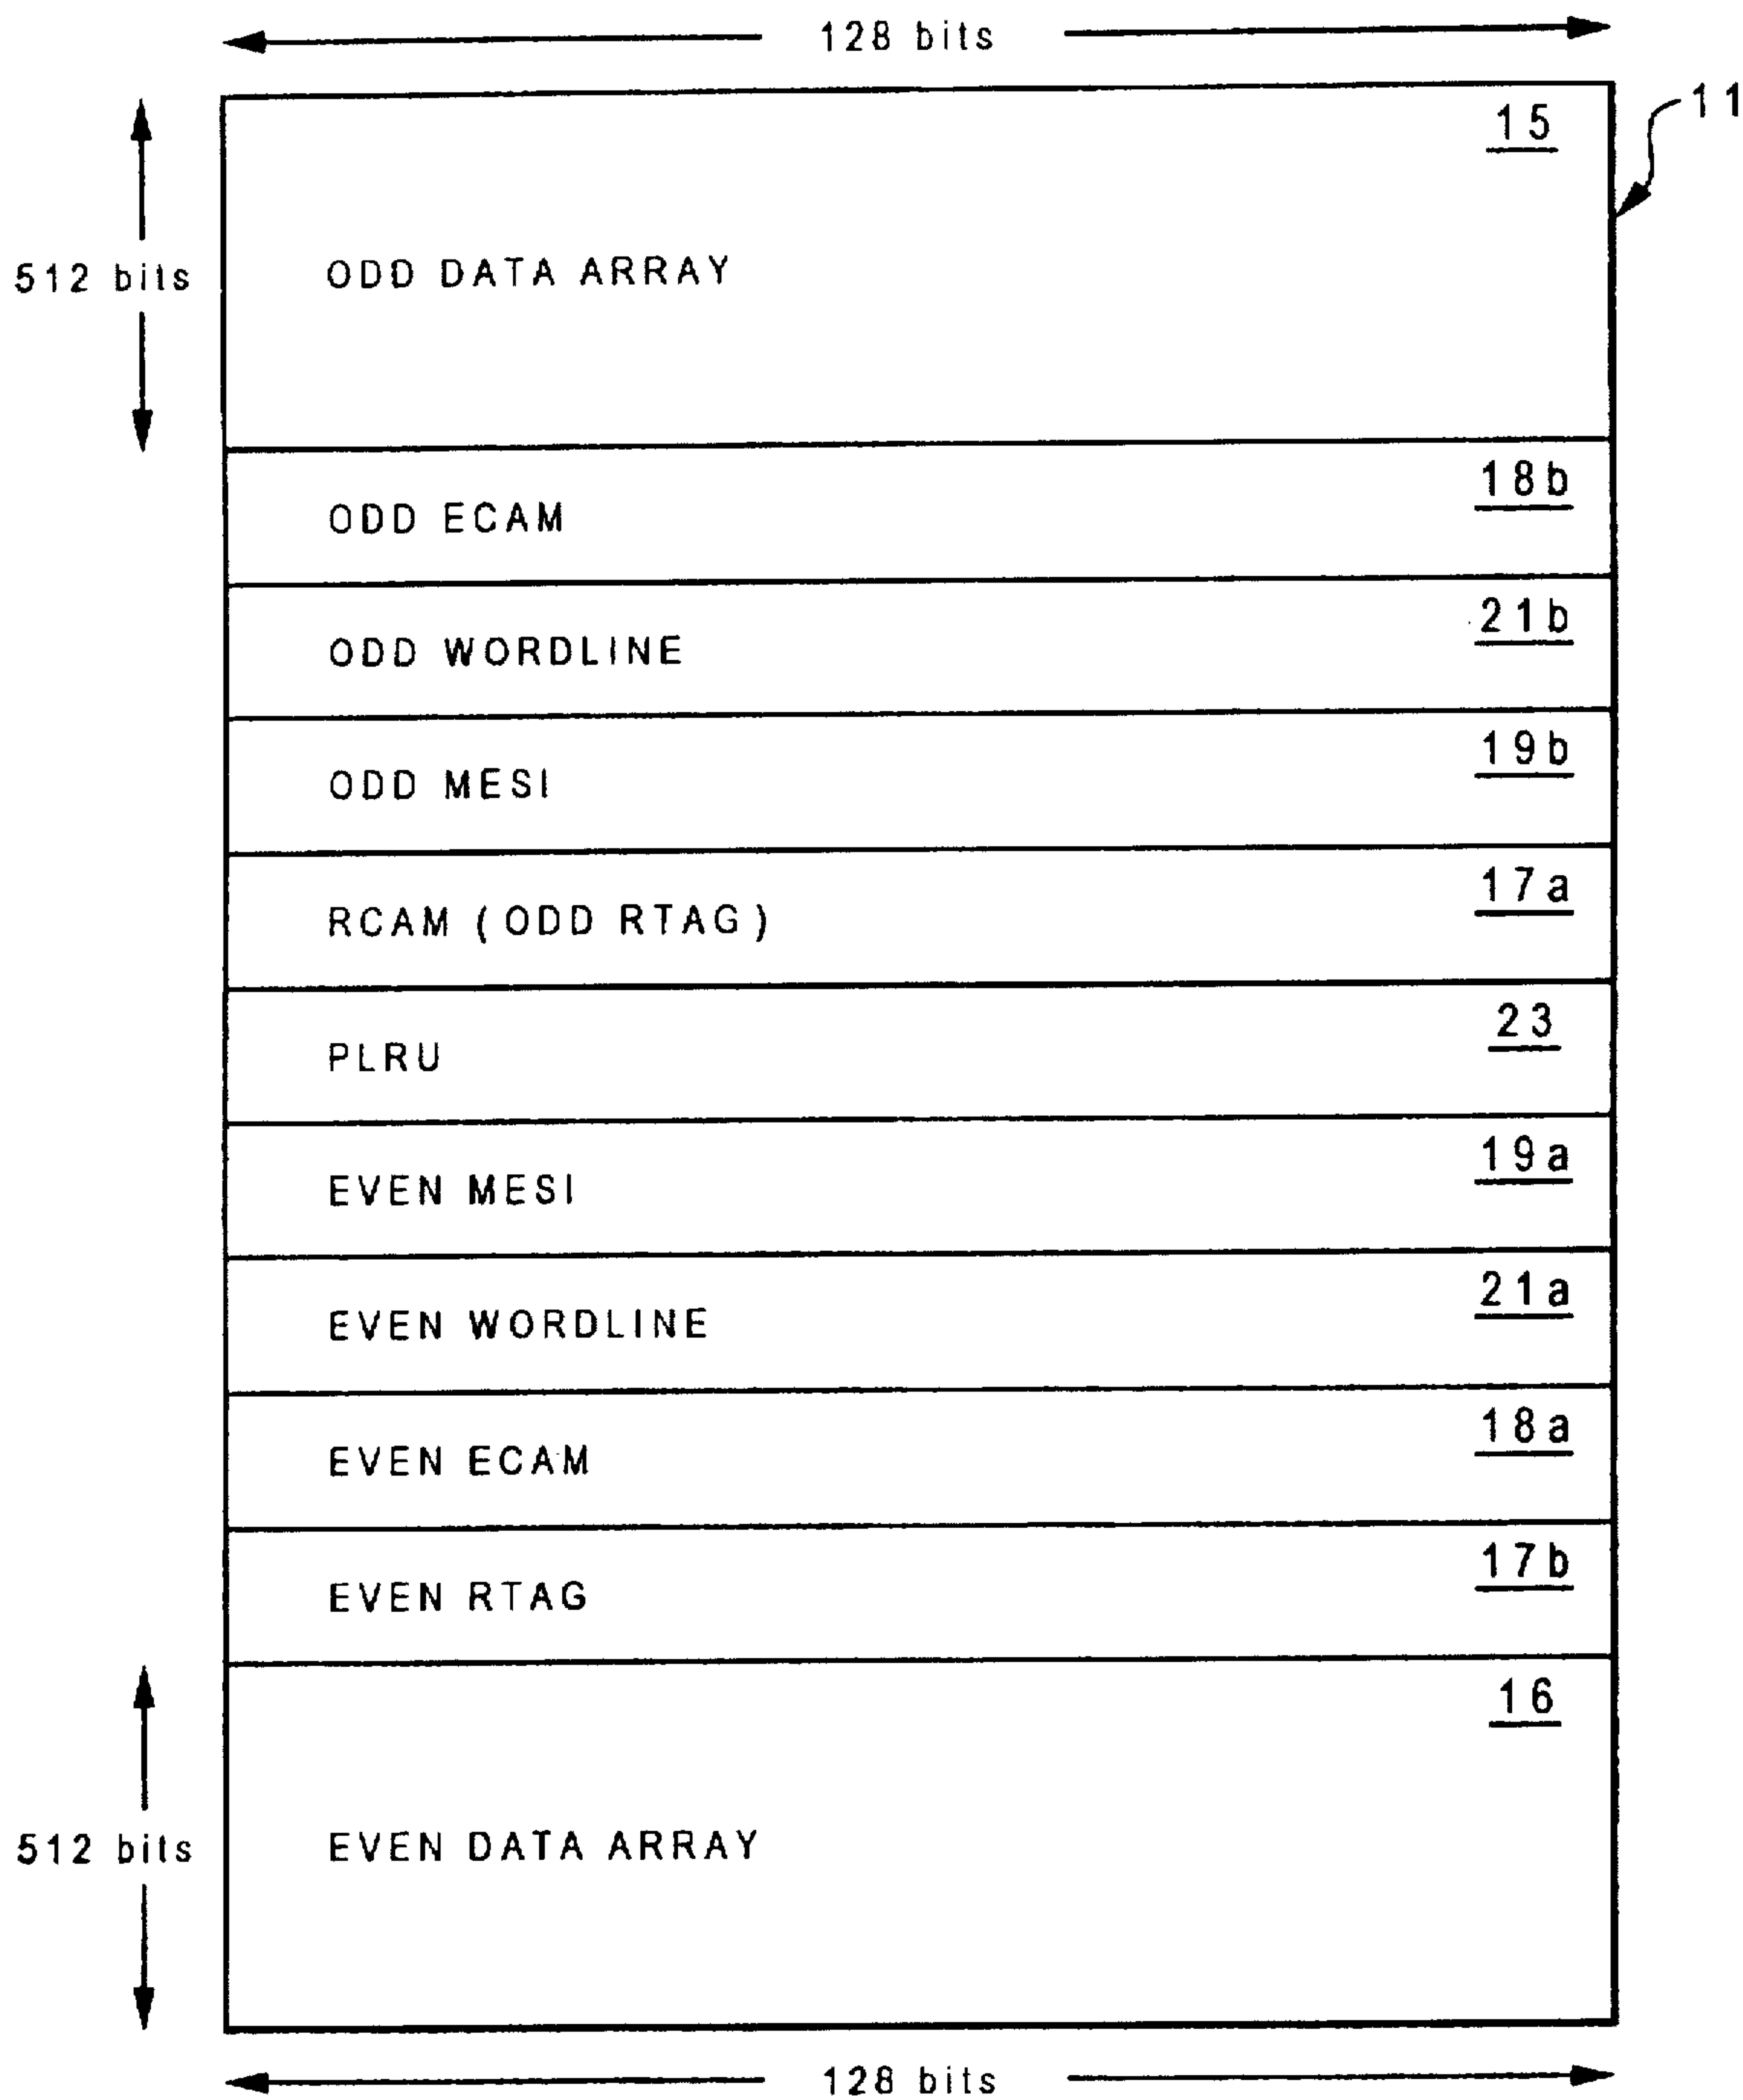 128 bits
15
11
512 bits
ODD DATA ARRAY
18b
ODD ECAM
21b
ODD WORDLINE
19b
ODD MESI
17a
RCAM (ODD RTAG)
23
PLRU
19a
EVEN MESI
21a
EVEN WORDLINE
18a
EVEN ECAM
17b
EVEN RTAG
16
512 bits
EVEN DATA ARRAY
128 bits